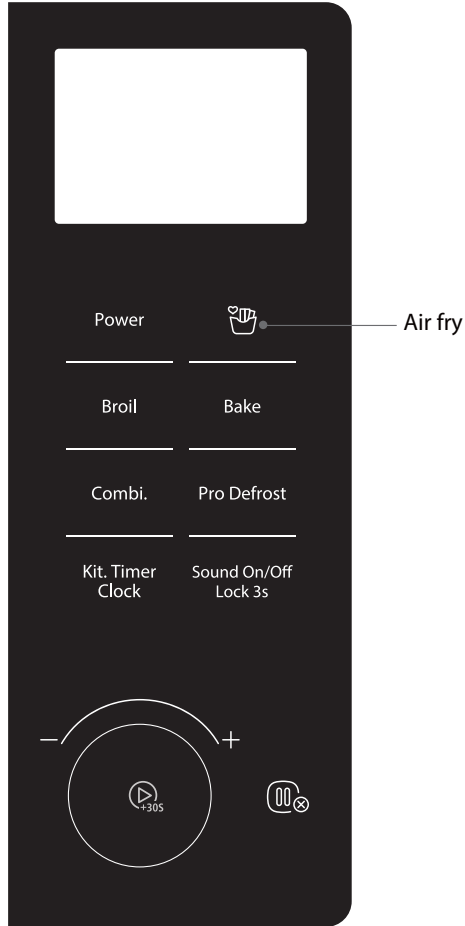 Power
Air fry
Broil
Bake
Combi.
Pro Defrost
Kit. Timer
Clock
Sound On/Off
Lock 3s
− +
+30S